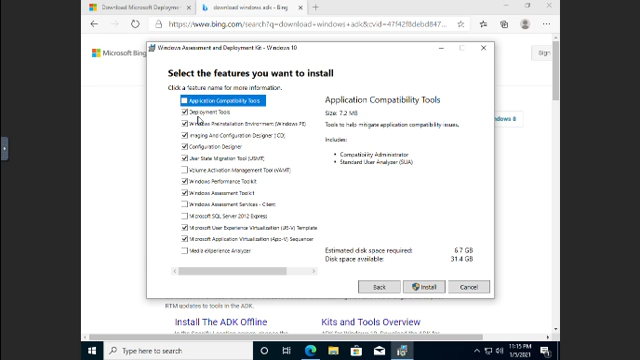 Download Microsoft Deploymen
download windows adk - Bing
https://www.bing.com/search?q=download+windows+adk&cvid=47f42f8debd847...
Microsoft Bing
Sign
Windows Assessment and Deployment Kit - Windows 10
Select the features you want to install
Click a feature name for more information.
Application Compatibility Tools
Deployment Tools
Windows Preinstallation Environment (Windows PE)
Imaging And Configuration Designer (ICD)
Configuration Designer
User State Migration Tool (USMT)
Volume Activation Management Tool (VAMT)
Windows Performance Toolkit
Windows Assessment Toolkit
Windows Assessment Services - Client
Microsoft SQL Server 2012 Express
Microsoft User Experience Virtualization (UE-V) Template
Microsoft Application Virtualization (App-V) Sequencer
Media eXperience Analyzer
Application Compatibility Tools
Size: 7.2 MB
Tools to help mitigate application compatibility issues.
Includes:
• Compatibility Administrator
• Standard User Analyzer (SUA)
Estimated disk space required: 6.7 GB
Disk space available: 31.4 GB
Back
Install
Cancel
ndows 8
RTM updates to tools in the ADK.
Install The ADK Offline
Kits and Tools Overview
Type here to search
11:15 PM
1/5/2021